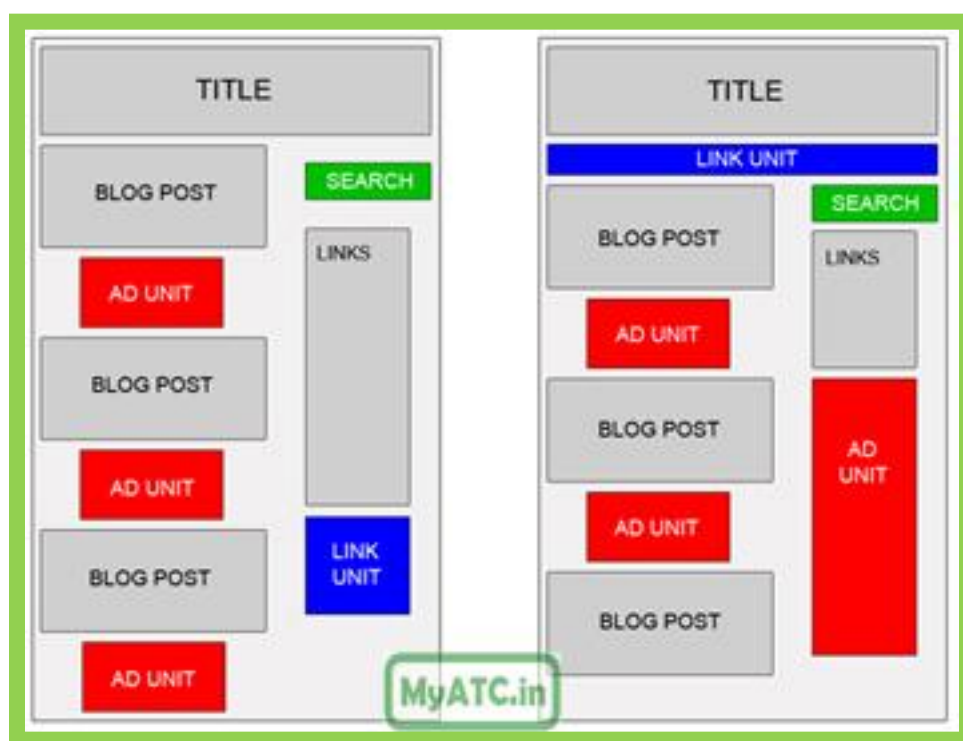 TITLE
BLOG POST
SEARCH
LINKS
AD UNIT
BLOG POST
AD UNIT
LINK
UNIT
BLOG POST
AD UNIT
TITLE
LINK UNIT
SEARCH
BLOG POST
LINKS
AD UNIT
BLOG POST
AD
UNIT
AD UNIT
BLOG POST
MyATC.in